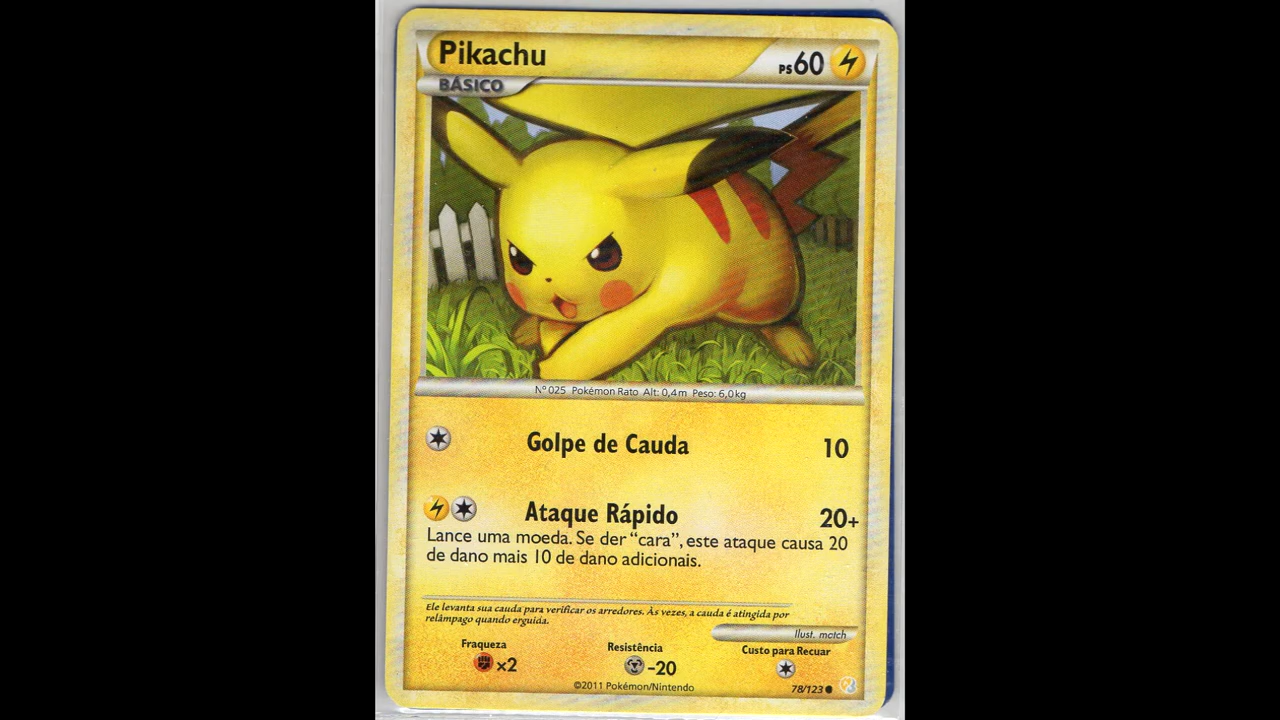 Pikachu
PS60
BÁSICO
Nº 025 Pokémon Rato Alt: 0,4m Peso: 6,0kg
Golpe de Cauda 10
Ataque Rápido 20+
Lance uma moeda. Se der “cara”, este ataque causa 20
de dano mais 10 de dano adicionais.
Ele levanta sua cauda para verificar os arredores. Às vezes, a cauda é atingida por
relâmpago quando erguida.
Illust. match
Fraqueza Resistência Custo para Recuar
×2 -20
©2011 Pokémon/Nintendo 78/123